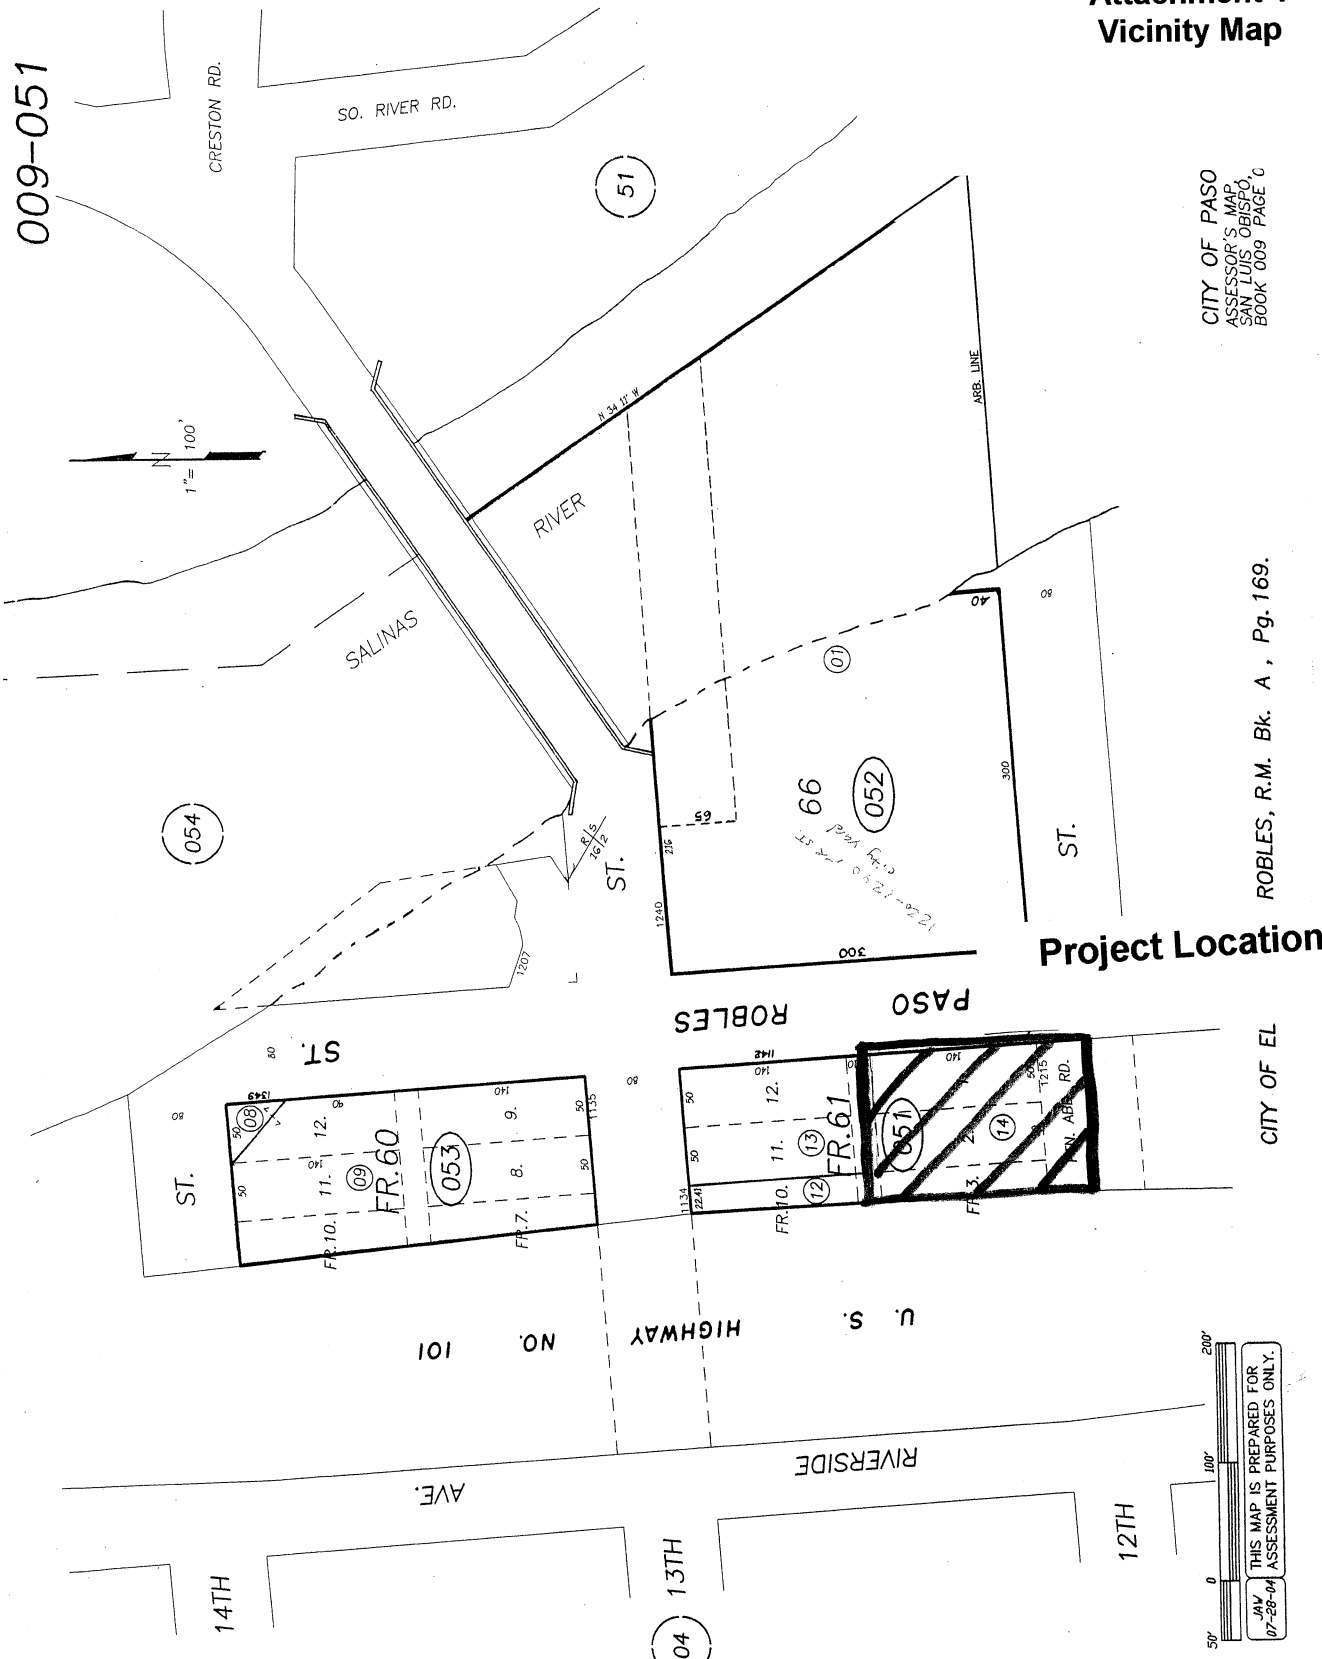 Vicinity Map
009-051
CRESTON RD.
SO. RIVER RD.
51
CITY OF PASO
ASSESSOR'S MAP,
SAN LUIS OBISPO,
BOOK 009 PAGE
N
1"= 100'
N 34 11' W
ARB. LINE
RIVER
SALINAS
40
80
01
054
R/S
16/2
ST.
65
216
66
052
300
ST.
city yard
1220-1240
1240
300
1207
ROBLES, R.M. Bk. A , Pg. 169.
Project Location
ST.
80
ROBLES
PASO
80
1349
08
50
12.
140
11.
09
FR. 60
053
9.
8.
FR.10.
FR.7.
50
50
50
1135
80
ST.
1142
140
50
12.
11.
13
FR. 61
50
1134
22.41
FR.10.
12
051
140
14
50
1215
RD.
FR.3.
CITY OF EL
U. S.
HIGHWAY
NO.
101
RIVERSIDE
AVE.
14TH
13TH
12TH
04
50'
0
100'
200'
JAW
07-28-04
THIS MAP IS PREPARED FOR
ASSESSMENT PURPOSES ONLY.